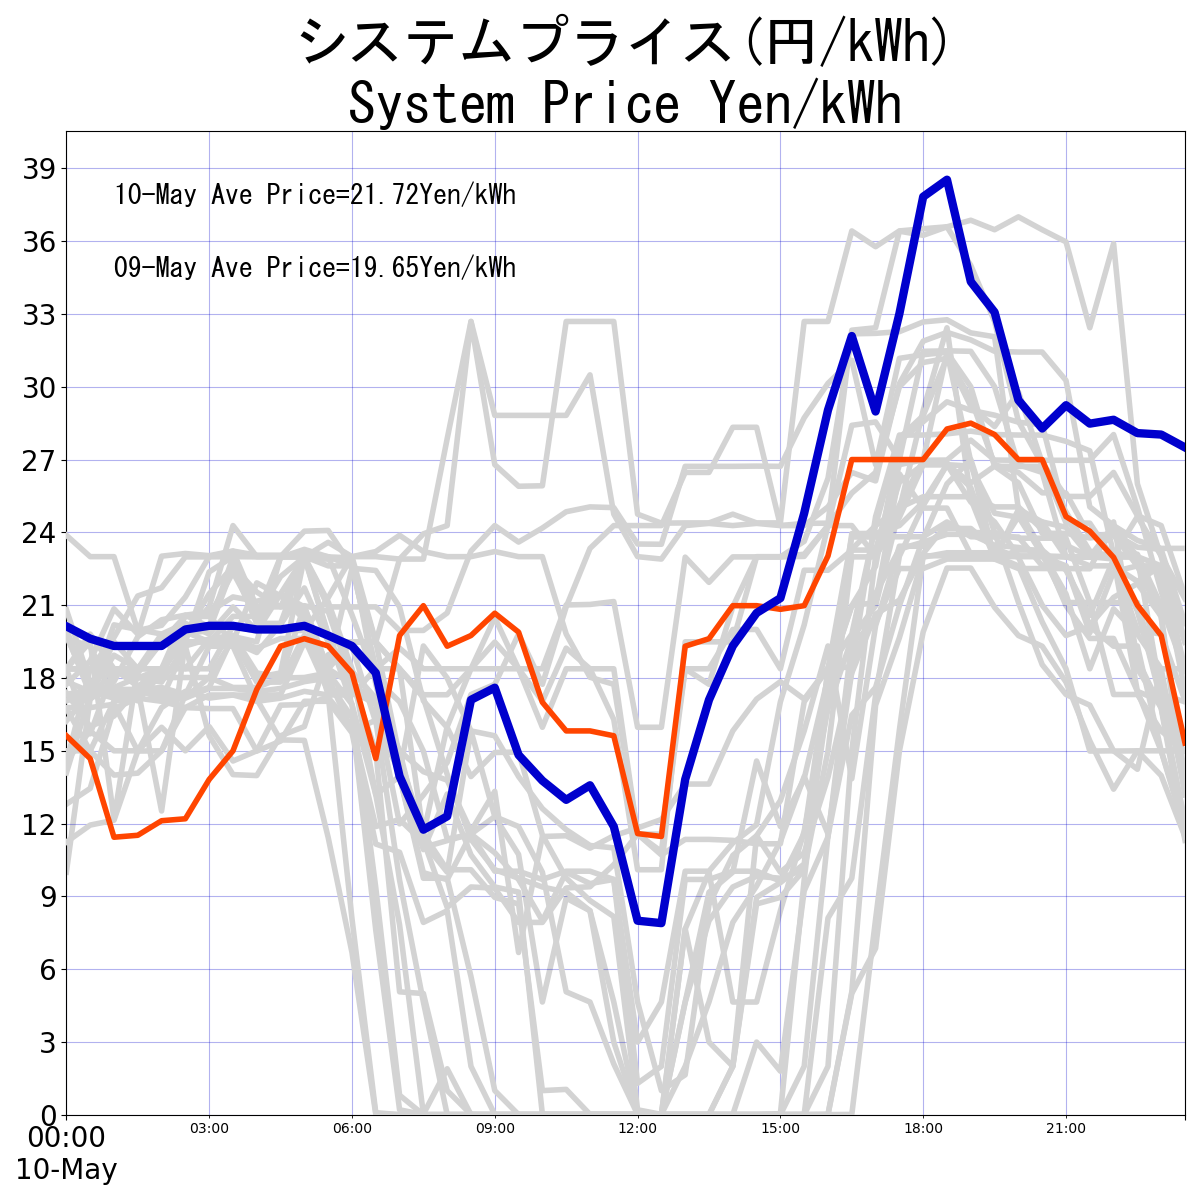 システムプライス(円/kWh)
System Price Yen/kWh
39
10-May Ave Price=21.72Yen/kWh
36
09-May Ave Price=19.65Yen/kWh
33
30
27
24
21
18
15
12
9
6
3
0
00:00 03:00 06:00 09:00 12:00 15:00 18:00 21:00
10-May